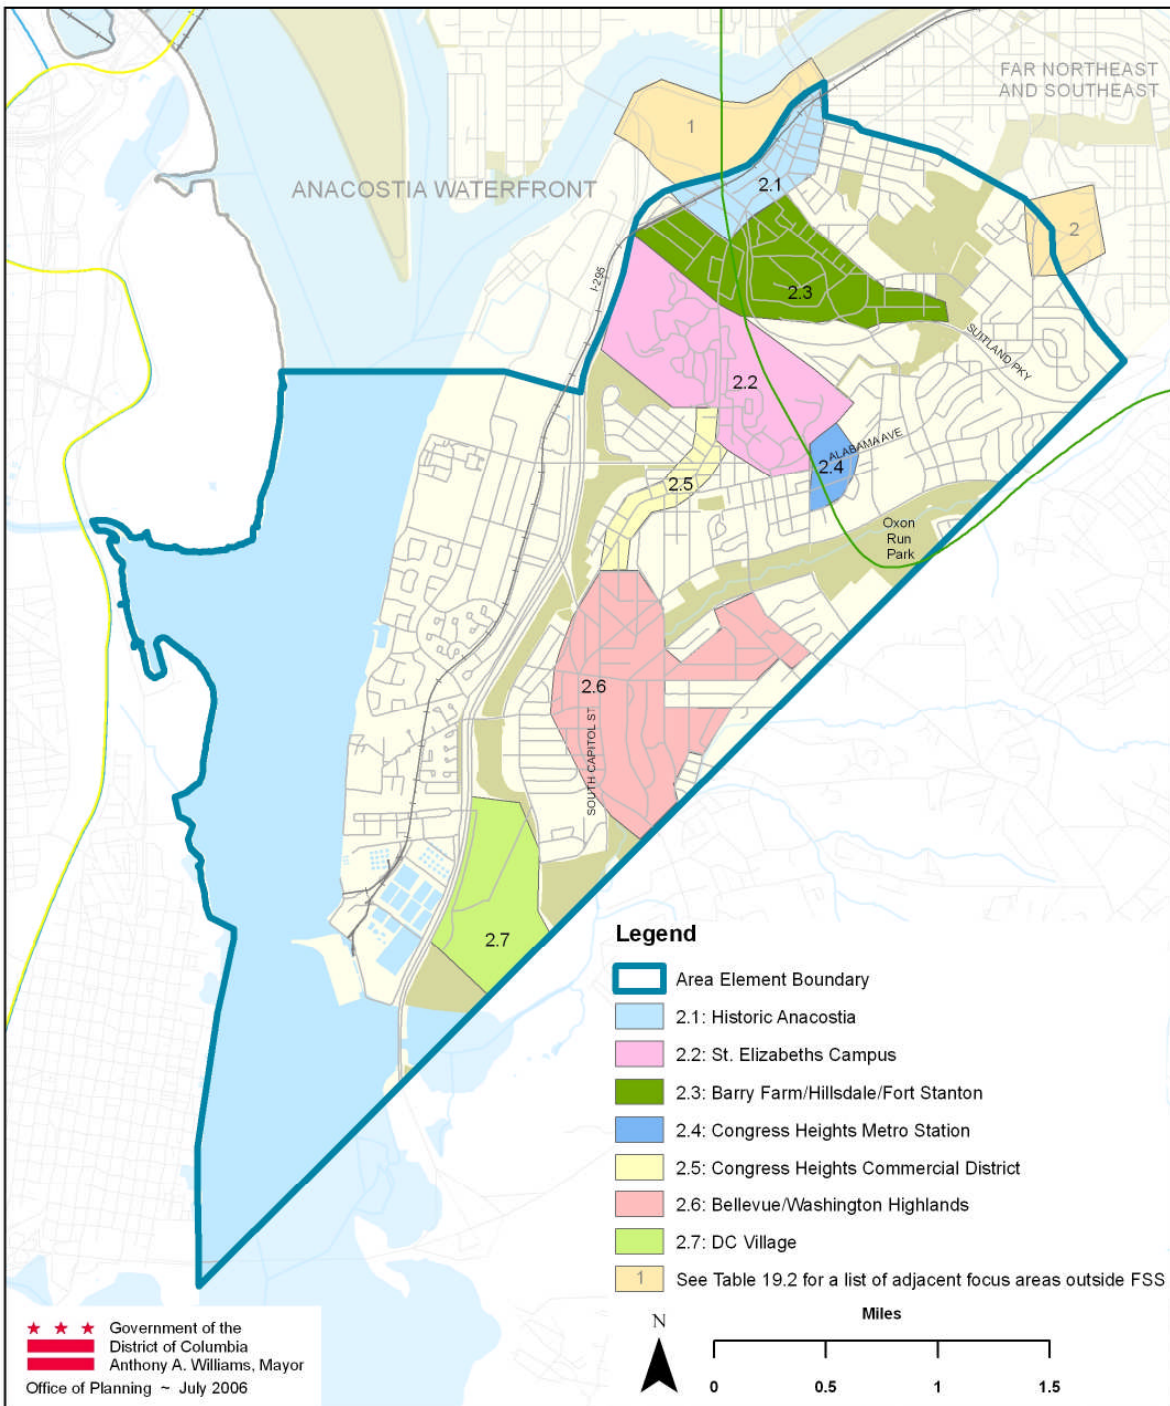 FAR NORTHEAST
AND SOUTHEAST
1
ANACOSTIA WATERFRONT
2.1
2
I-295
2.3
SUITLAND PKY
2.2
ALABAMA AVE
2.4
2.5
Oxon
Run
Park
2.6
SOUTH CAPITOL ST
2.7
Legend
Area Element Boundary
2.1: Historic Anacostia
2.2: St. Elizabeths Campus
2.3: Barry Farm/Hillsdale/Fort Stanton
2.4: Congress Heights Metro Station
2.5: Congress Heights Commercial District
2.6: Bellevue/Washington Highlands
2.7: DC Village
1 See Table 19.2 for a list of adjacent focus areas outside FSS
Miles
N
0 0.5 1 1.5
Government of the
District of Columbia
Anthony A. Williams, Mayor
Office of Planning ~ July 2006